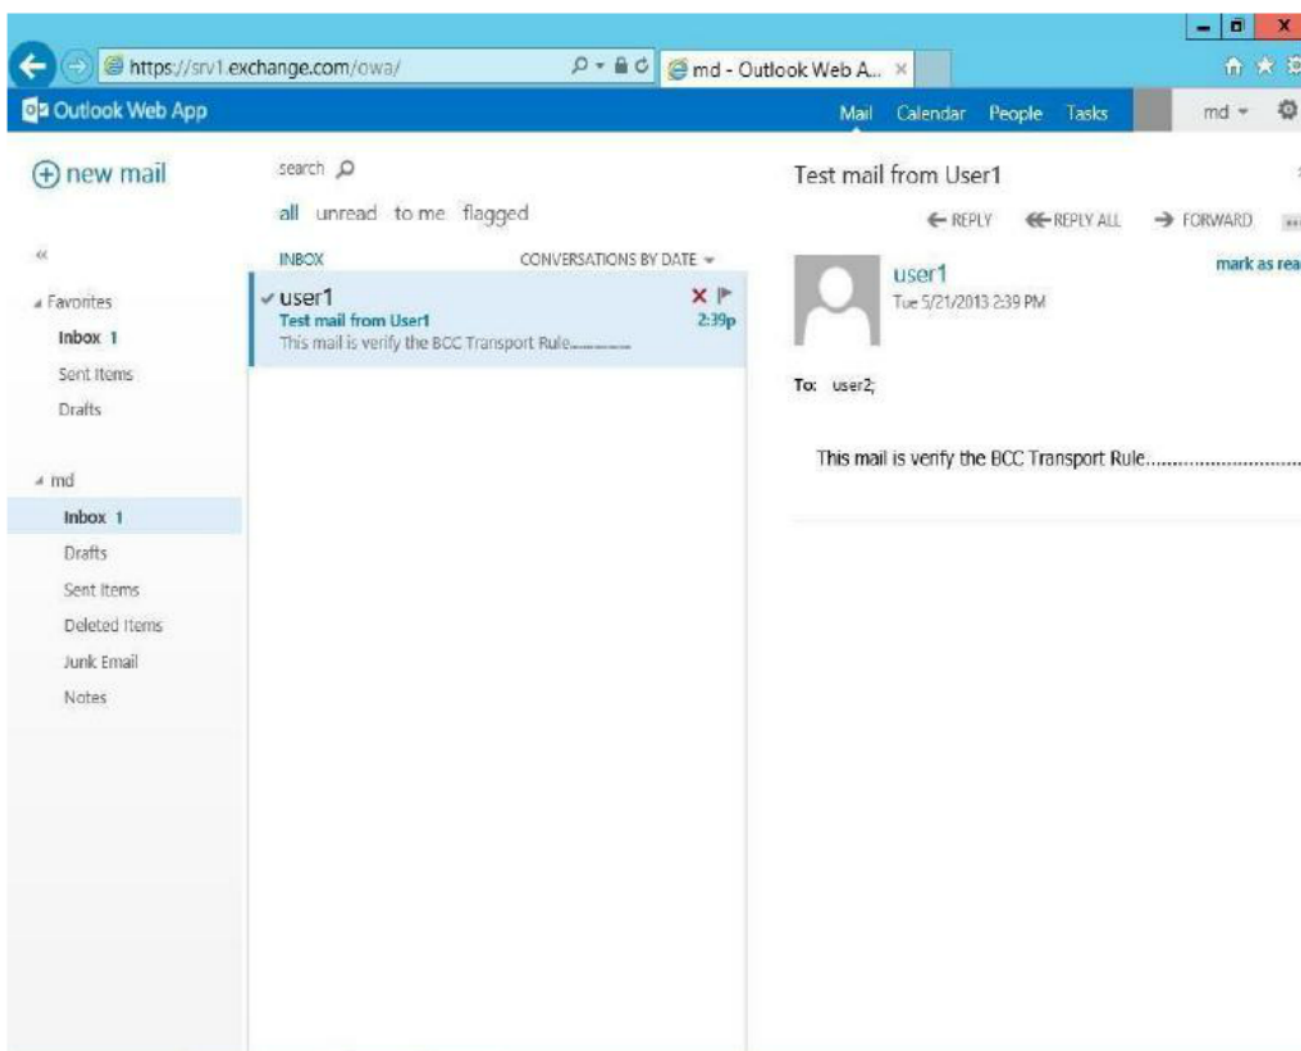 https://srv1.exchange.com/owa/
md - Outlook Web A...
Outlook Web App
Mail Calendar People Tasks
md
new mail
search
all unread to me flagged
INBOX CONVERSATIONS BY DATE
Favorites
Inbox 1
Sent Items
Drafts
md
Inbox 1
Drafts
Sent Items
Deleted Items
Junk Email
Notes
user1
Test mail from User1
2:39p
This mail is verify the BCC Transport Rule................
Test mail from User1
REPLY REPLY ALL FORWARD
user1
mark as rea
Tue 5/21/2013 2:39 PM
To: user2;
This mail is verify the BCC Transport Rule.............................